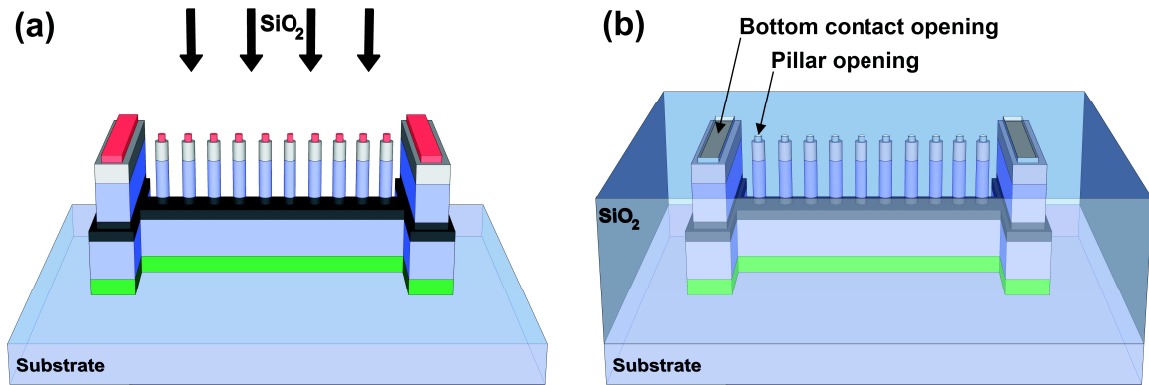 (a)
SiO2
Substrate
(b)
Bottom contact opening
Pillar opening
SiO2
Substrate